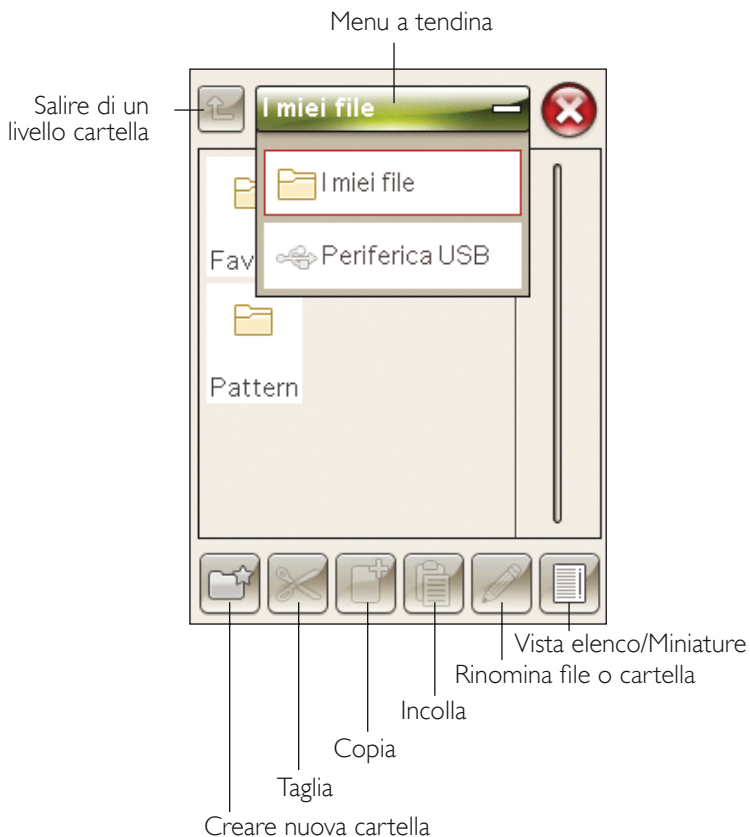 Menu a tendina
Salire di un
livello cartella
I miei file
I miei file
Periferica USB
Fav
Pattern
Vista elenco/Miniature
Rinomina file o cartella
Incolla
Copia
Taglia
Creare nuova cartella